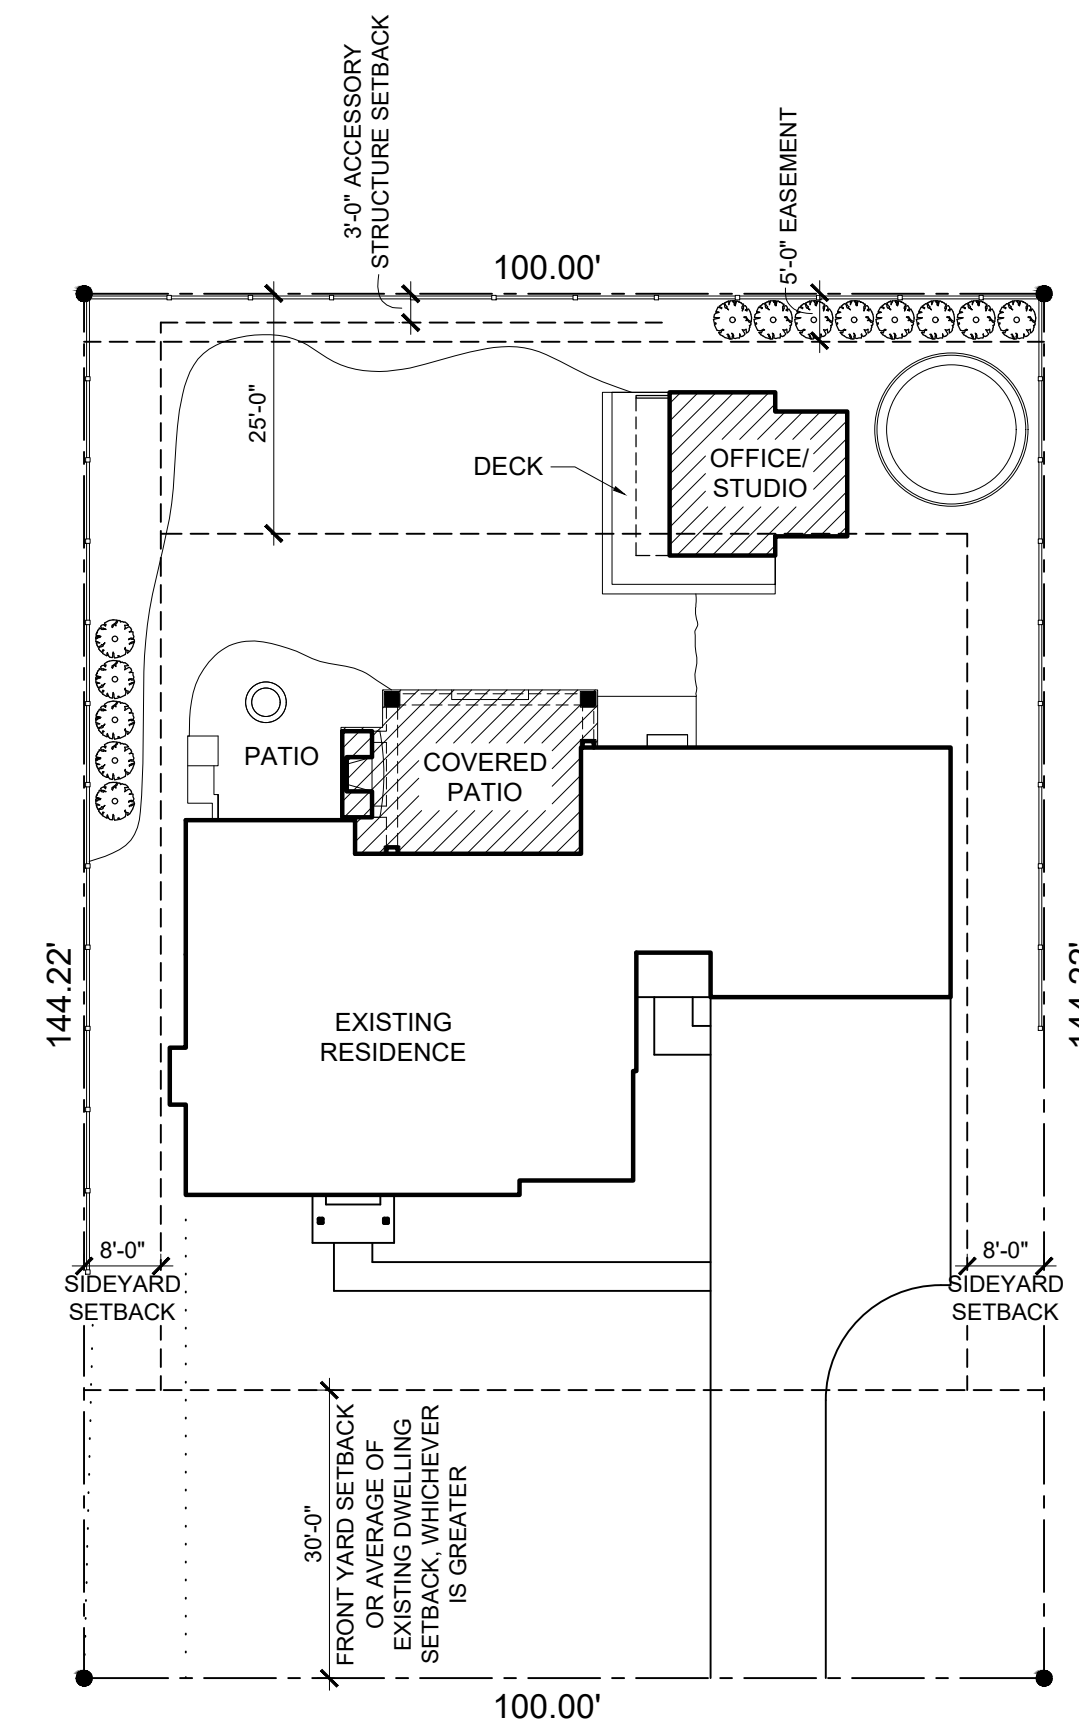 3'-0" ACCESSORY
STRUCTURE SETBACK
5'-0" EASEMENT
100.00'
25'-0"
DECK
OFFICE/
STUDIO
PATIO
COVERED
PATIO
144.22'
144.22'
EXISTING
RESIDENCE
8'-0"
SIDEYARD
SETBACK
8'-0"
SIDEYARD
SETBACK
30'-0"
FRONT YARD SETBACK
OR AVERAGE OF
EXISTING DWELLING
SETBACK, WHICHEVER
IS GREATER
100.00'